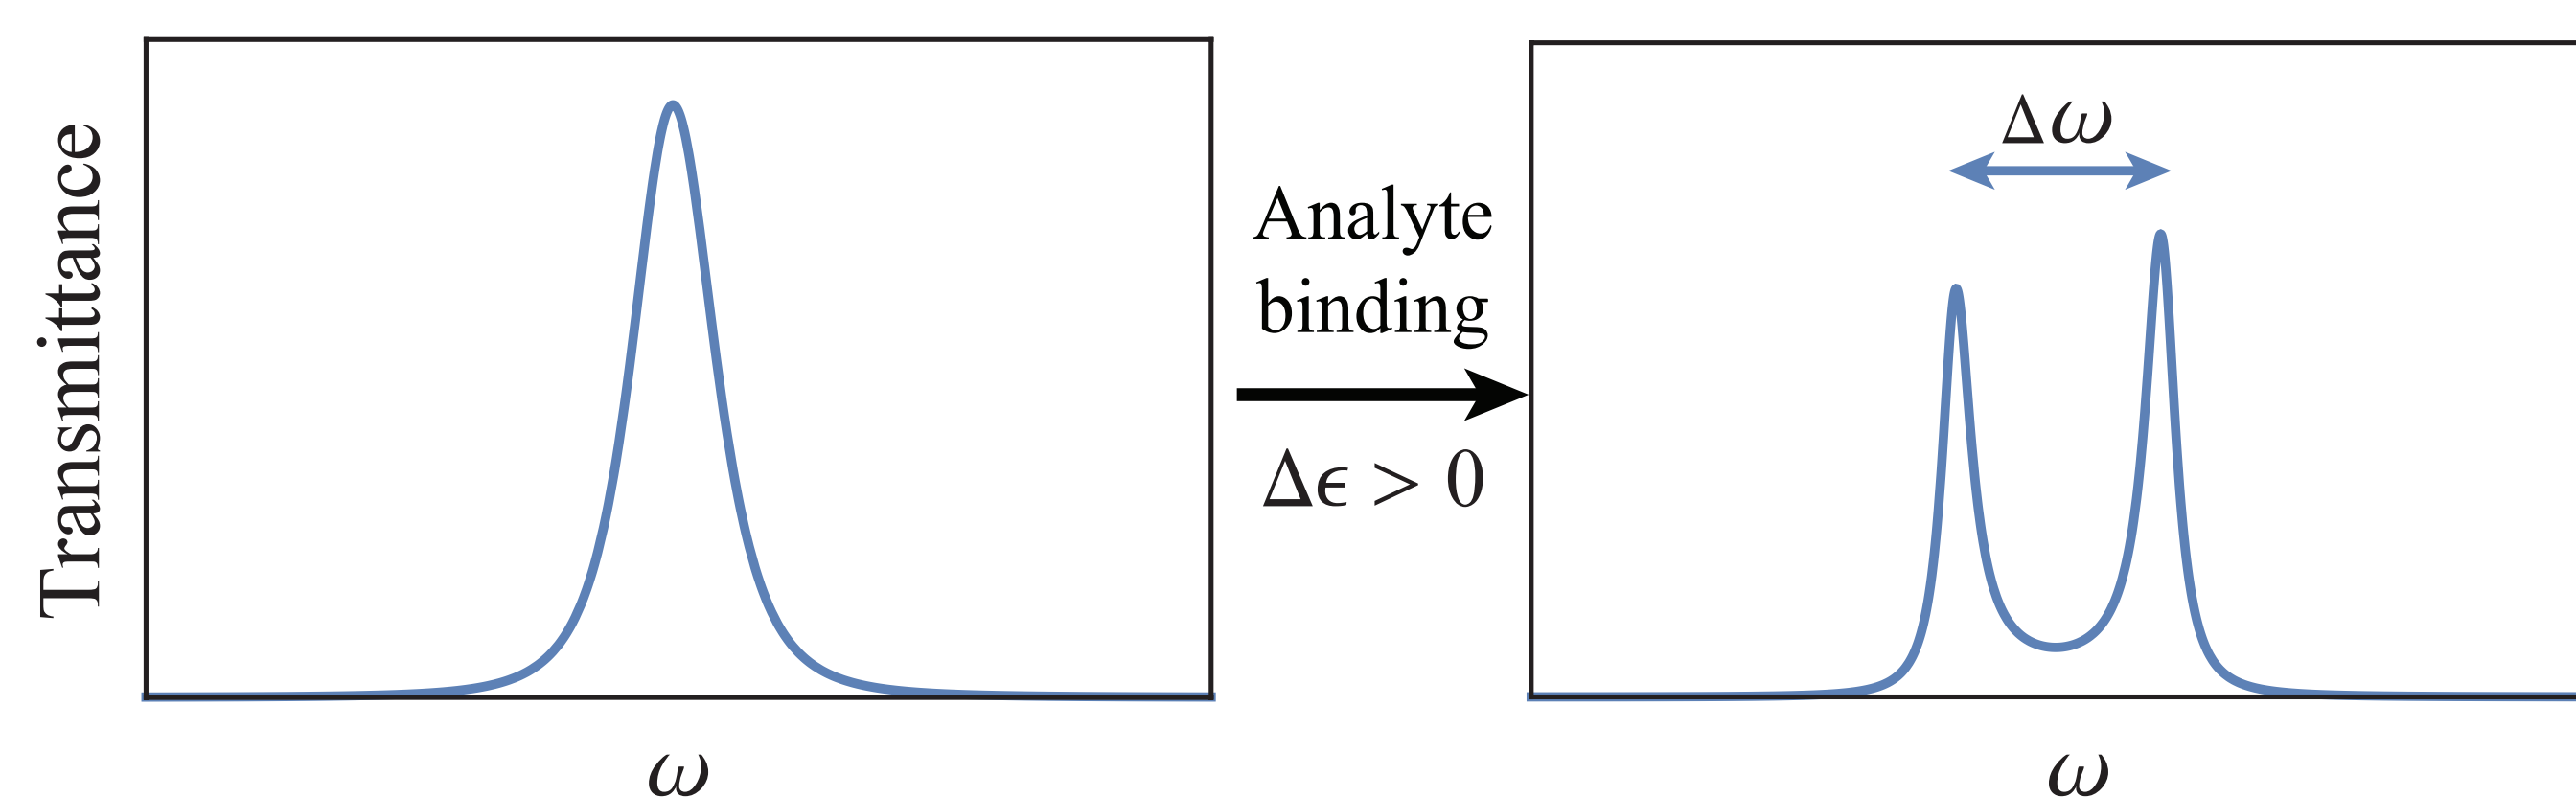 Transmittance
ω
Analyte
binding
Δϵ > 0
Δω
ω